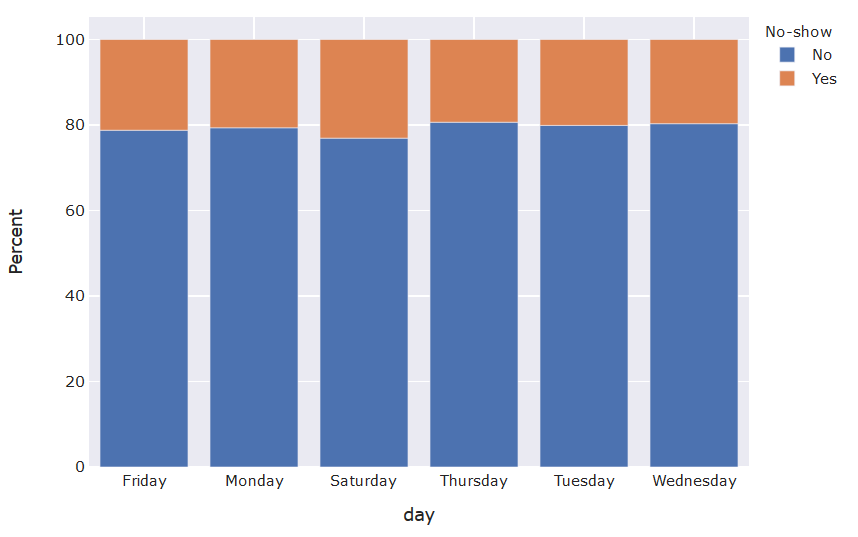 No-show
No
Yes
100
80
60
40
20
0
Percent
Friday Monday Saturday Thursday Tuesday Wednesday
day